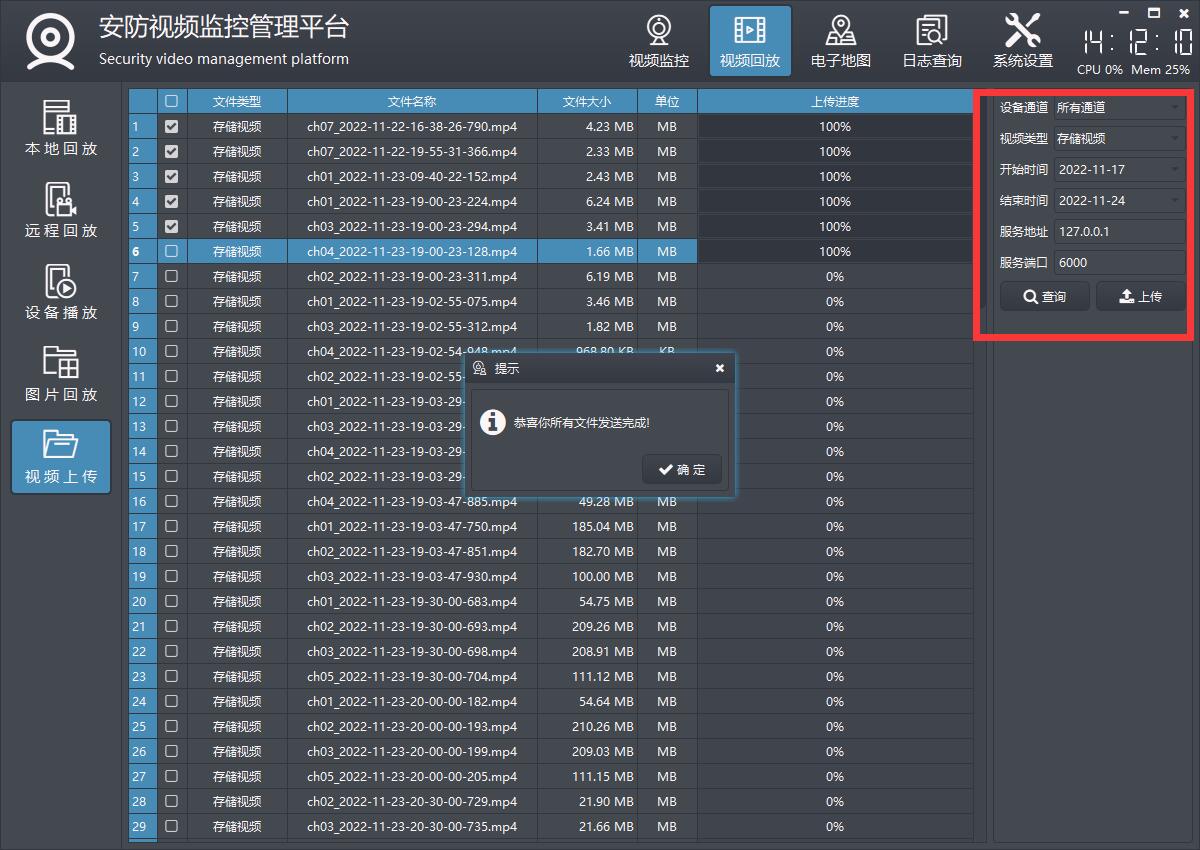 安防视频监控管理平台
Security video management platform
视频监控
视频回放
电子地图
日志查询
系统设置
14:12:10
CPU 0% Mem 25%
本地回放
远程回放
设备播放
图片回放
视频上传
文件类型 文件名称 文件大小 单位 上传进度
1 存储视频 ch07_2022-11-22-16-38-26-790.mp4 4.23 MB MB 100%
2 存储视频 ch07_2022-11-22-19-55-31-366.mp4 2.33 MB MB 100%
3 存储视频 ch01_2022-11-23-09-40-22-152.mp4 2.43 MB MB 100%
4 存储视频 ch01_2022-11-23-19-00-23-224.mp4 6.24 MB MB 100%
5 存储视频 ch03_2022-11-23-19-00-23-294.mp4 3.41 MB MB 100%
6 存储视频 ch04_2022-11-23-19-00-23-128.mp4 1.66 MB MB 100%
7 存储视频 ch02_2022-11-23-19-00-23-311.mp4 6.19 MB MB 0%
8 存储视频 ch01_2022-11-23-19-02-55-075.mp4 3.46 MB MB 0%
9 存储视频 ch03_2022-11-23-19-02-55-312.mp4 1.82 MB MB 0%
10 存储视频 ch04_2022-11-23-19-02-54-948.mp4 968.80 KB KB 0%
11 存储视频 ch02_2022-11-23-19-02-55- 0%
12 存储视频 ch01_2022-11-23-19-03-29- 0%
13 存储视频 ch03_2022-11-23-19-03-29- 0%
14 存储视频 ch04_2022-11-23-19-03-29- 0%
15 存储视频 ch02_2022-11-23-19-03-29- 0%
16 存储视频 ch04_2022-11-23-19-03-47-885.mp4 49.28 MB MB 0%
17 存储视频 ch01_2022-11-23-19-03-47-750.mp4 185.04 MB MB 0%
18 存储视频 ch02_2022-11-23-19-03-47-851.mp4 182.70 MB MB 0%
19 存储视频 ch03_2022-11-23-19-03-47-930.mp4 100.00 MB MB 0%
20 存储视频 ch01_2022-11-23-19-30-00-683.mp4 54.75 MB MB 0%
21 存储视频 ch02_2022-11-23-19-30-00-693.mp4 209.26 MB MB 0%
22 存储视频 ch03_2022-11-23-19-30-00-698.mp4 208.91 MB MB 0%
23 存储视频 ch05_2022-11-23-19-30-00-704.mp4 111.12 MB MB 0%
24 存储视频 ch01_2022-11-23-20-00-00-182.mp4 54.64 MB MB 0%
25 存储视频 ch02_2022-11-23-20-00-00-193.mp4 210.26 MB MB 0%
26 存储视频 ch03_2022-11-23-20-00-00-199.mp4 209.03 MB MB 0%
27 存储视频 ch05_2022-11-23-20-00-00-205.mp4 111.15 MB MB 0%
28 存储视频 ch02_2022-11-23-20-30-00-729.mp4 21.90 MB MB 0%
29 存储视频 ch03_2022-11-23-20-30-00-735.mp4 21.66 MB MB 0%
提示
恭喜你所有文件发送完成!
确 定
设备通道 所有通道
视频类型 存储视频
开始时间 2022-11-17
结束时间 2022-11-24
服务地址 127.0.0.1
服务端口 6000
查询 上传